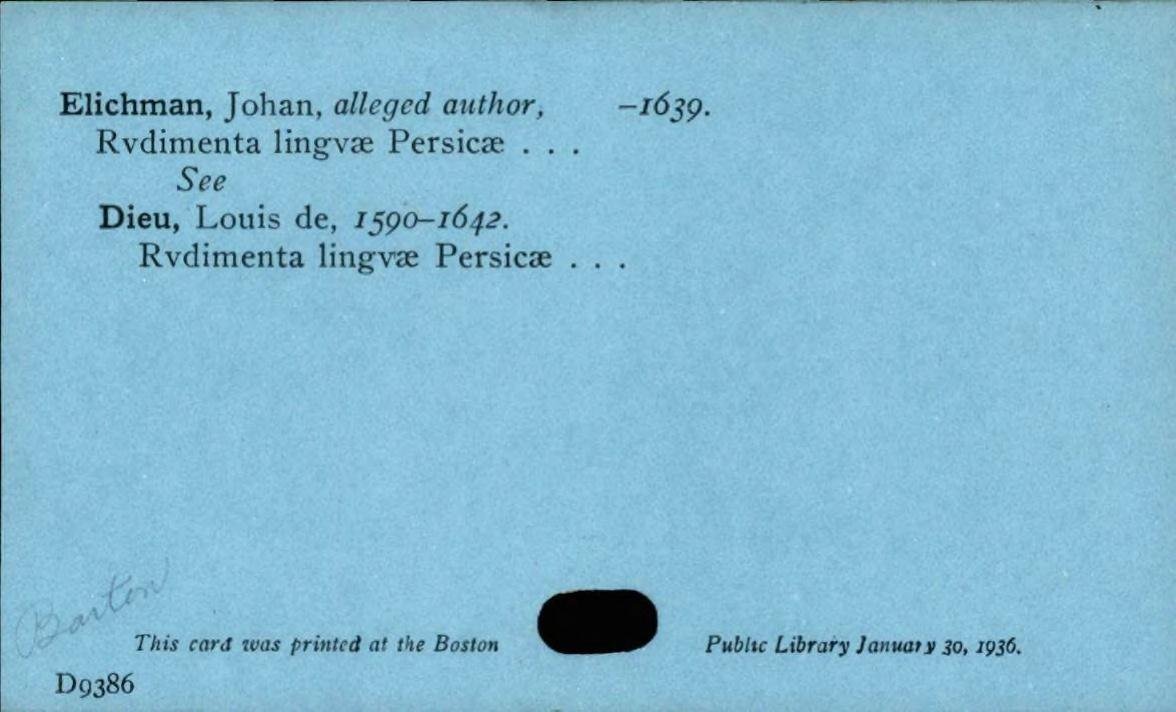 Elichman, Johan, alleged author, –1639.
Rvdimenta lingvæ Persicæ . . .
See
Dieu, Louis de, 1590–1642.
Rvdimenta lingvæ Persicæ . . .
Barton
This card was printed at the Boston Public Library January 30, 1936.
D9386